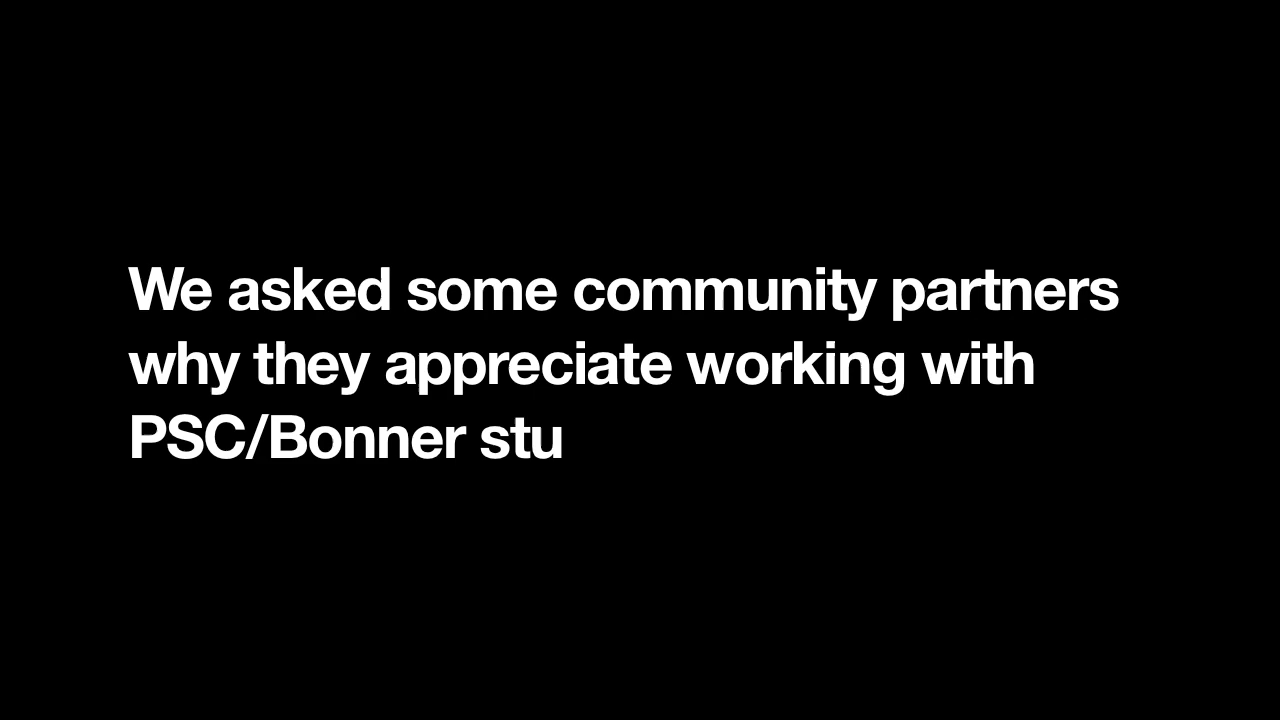 We asked some community partners
why they appreciate working with
PSC/Bonner stu